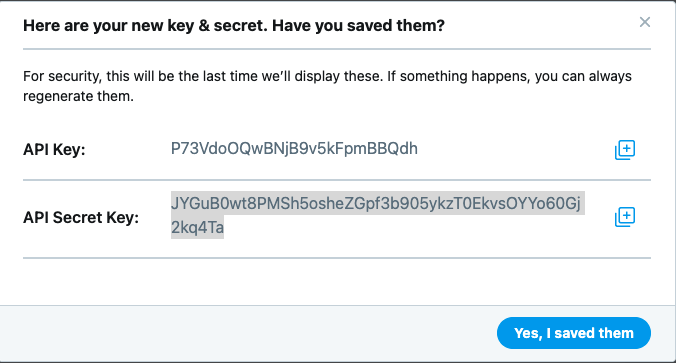 Here are your new key & secret. Have you saved them?
For security, this will be the last time we'll display these. If something happens, you can always
regenerate them.
API Key: P73VdoOQwBNjB9v5kFpmBBQdh
API Secret Key: JYGuB0wt8PMSh5osheZGpf3b905ykzT0EkvsOYYo60Gj
2kq4Ta
Yes, I saved them